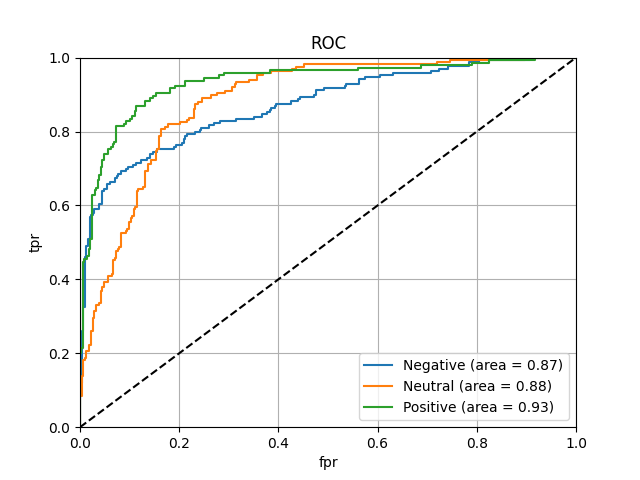 ROC
1.0
0.8
0.6
0.4
0.2
0.0
tpr
0.0 0.2 0.4 0.6 0.8 1.0
fpr
Negative (area = 0.87)
Neutral (area = 0.88)
Positive (area = 0.93)